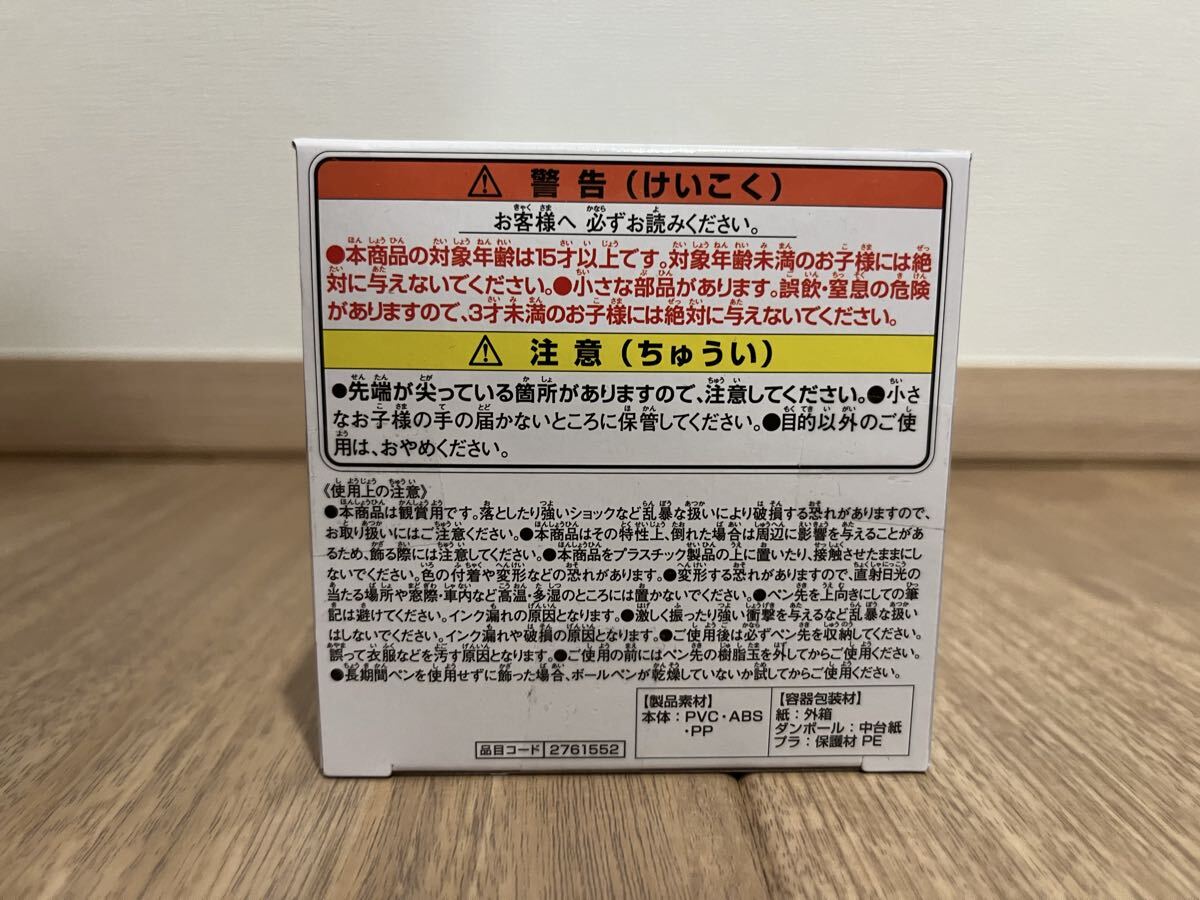 ⚠ 警告(けいこく)
お客様へ 必ずお読みください。
●本商品の対象年齢は15才以上です。対象年齢未満のお子様には絶
対に与えないでください。●小さな部品があります。誤飲・窒息の危険
がありますので、3才未満のお子様には絶対に与えないでください。
⚠ 注意(ちゅうい)
●先端が尖っている箇所がありますので、注意してください。●小さ
なお子様の手の届かないところに保管してください。●目的以外のご使
用は、おやめください。
《使用上の注意》
●本商品は観賞用です。落としたり強いショックなど乱暴な扱いにより破損する恐れがありますので、
お取り扱いにはご注意ください。●本商品はその特性上、倒れた場合は周辺に影響を与えることがあ
るため、飾る際には注意してください。●本商品をプラスチック製品の上に置いたり、接触させたままにし
ないでください。色の付着や変形などの恐れがあります。●変形する恐れがありますので、直射日光の
当たる場所や窓際・車内など高温・多湿のところには置かないでください。●ペン先を上向きにしての筆
記は避けてください。インク漏れの原因となります。●激しく振ったり強い衝撃を与えるなど乱暴な扱い
はしないでください。インク漏れや破損の原因となります。●ご使用後は必ずペン先を収納してください。
誤って衣服などを汚す原因となります。●ご使用の前にはペン先の樹脂玉を外してからご使用ください。
●長期間ペンを使用せずに飾った場合、ボールペンが乾燥していないか試してからご使用ください。
【製品素材】
本体:PVC・ABS
・PP
【容器包装材】
紙:外箱
ダンボール:中台紙
プラ:保護材 PE
品目コード 2761552